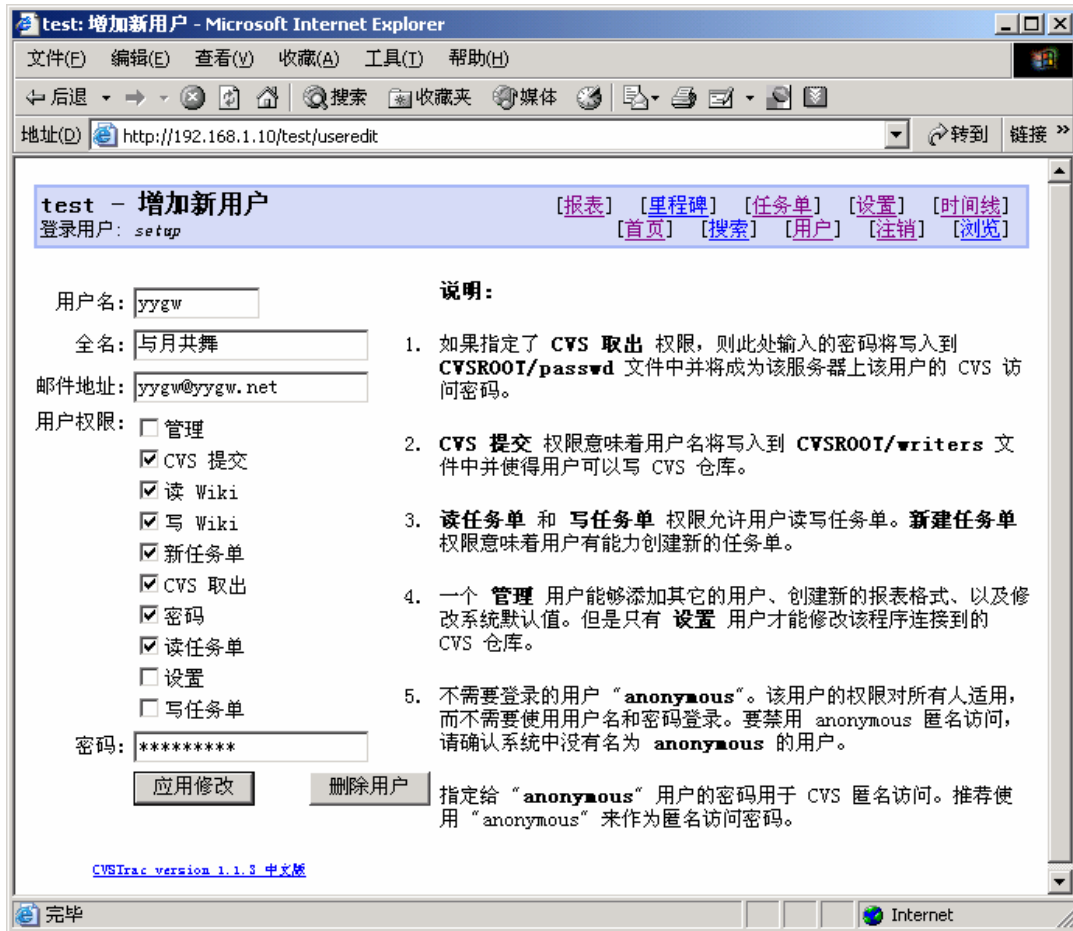 test: 增加新用户 - Microsoft Internet Explorer
文件(F) 编辑(E) 查看(V) 收藏(A) 工具(T) 帮助(H)
后退 搜索 收藏夹 媒体
地址(D) http://192.168.1.10/test/useredit 转到 链接 »
test - 增加新用户 [报表] [里程碑] [任务单] [设置] [时间线]
登录用户: setup [首页] [搜索] [用户] [注销] [浏览]
用户名: yygw
全名: 与月共舞
邮件地址: yygw@yygw.net
用户权限: 管理
CVS 提交
读 Wiki
写 Wiki
新任务单
CVS 取出
密码
读任务单
设置
写任务单
密码: *********
应用修改 删除用户
说明:
1. 如果指定了 CVS 取出 权限，则此处输入的密码将写入到
CVSROOT/passwd 文件中并将成为该服务器上该用户的 CVS 访
问密码。
2. CVS 提交 权限意味着用户名将写入到 CVSROOT/writers 文
件中并使得用户可以写 CVS 仓库。
3. 读任务单 和 写任务单 权限允许用户读写任务单。新建任务单
权限意味着用户有能力创建新的任务单。
4. 一个 管理 用户能够添加其它的用户、创建新的报表格式、以及修
改系统默认值。但是只有 设置 用户才能修改该程序连接到的
CVS 仓库。
5. 不需要登录的用户 "anonymous"。该用户的权限对所有人适用，
而不需要使用用户名和密码登录。要禁用 anonymous 匿名访问，
请确认系统中没有名为 anonymous 的用户。
指定给 "anonymous" 用户的密码用于 CVS 匿名访问。推荐使
用 "anonymous" 来作为匿名访问密码。
CVSTrac version 1.1.3 中文版
完毕 Internet